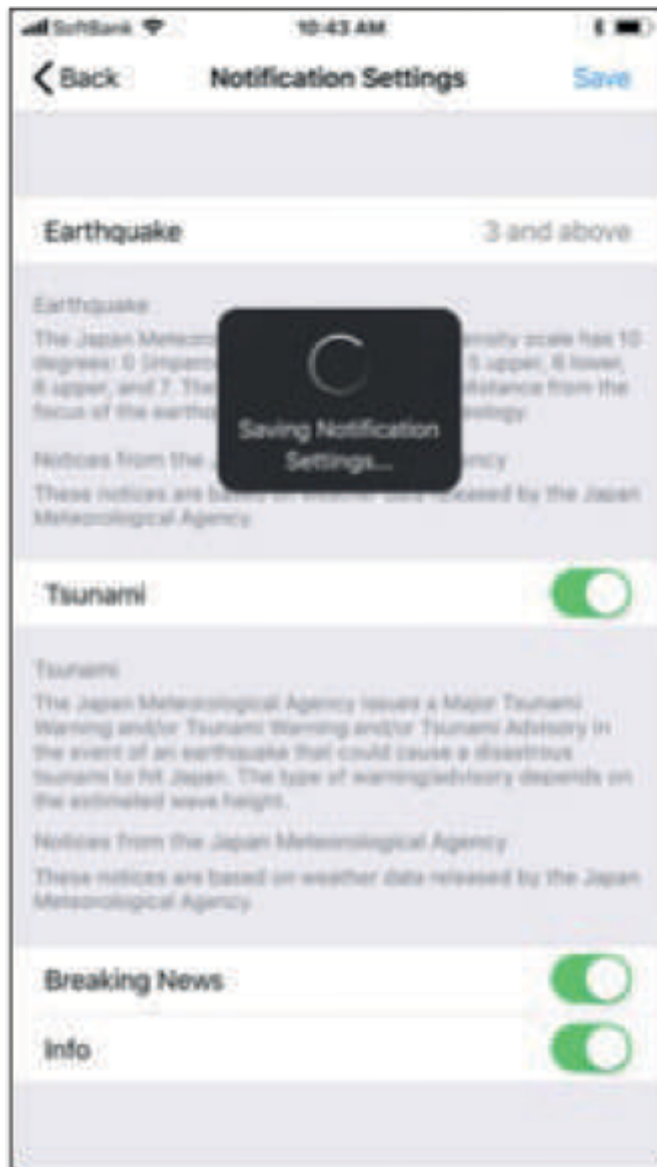 SoftBank 10:43 AM
Back Notification Settings Save
Earthquake 3 and above
Earthquake
The Japan ensity scale has 10
degrees: 0 5 upper, 6 lower,
6 upper, and 7. The distance from the
focus of the
Saving Notification
Settings...
Notices from the ency
These notices are based on weather data released by the Japan
Meteorological Agency.
Tsunami
Tsunami
The Japan Meteorological Agency issues a Major Tsunami
Warning and/or Tsunami Warning and/or Tsunami Advisory in
the event of an earthquake that could cause a disastrous
tsunami to hit Japan. The type of warning/advisory depends on
the estimated wave height.
Notices from the Japan Meteorological Agency
These notices are based on weather data released by the Japan
Meteorological Agency.
Breaking News
Info